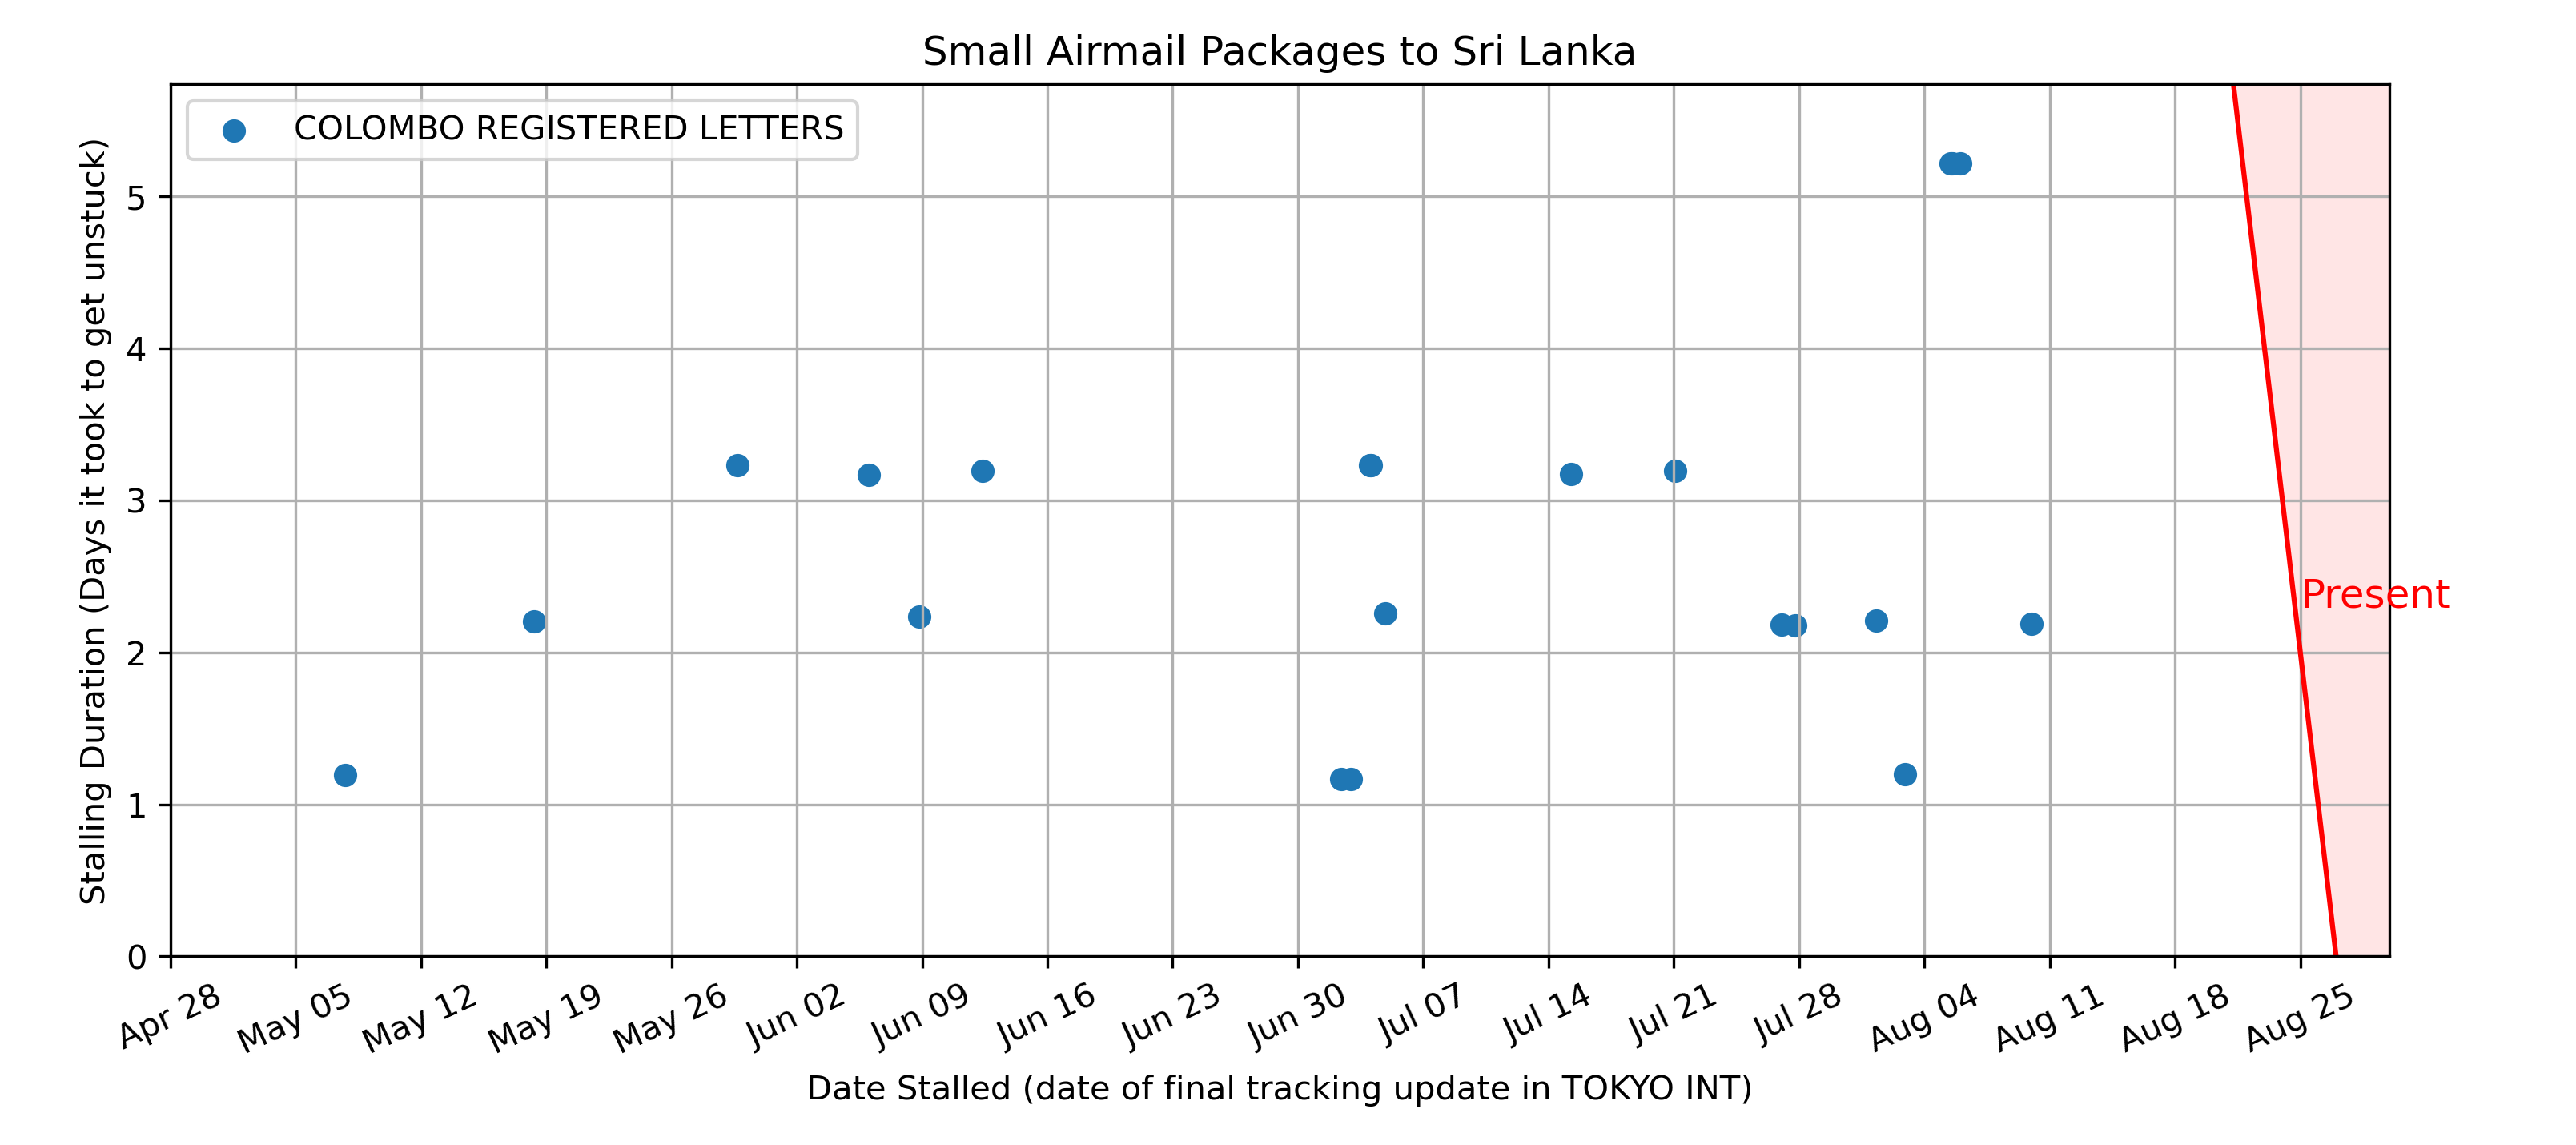 Small Airmail Packages to Sri Lanka
COLOMBO REGISTERED LETTERS
Stalling Duration (Days it took to get unstuck)
5
4
3
2
1
0
Present
Apr 28
May 05
May 12
May 19
May 26
Jun 02
Jun 09
Jun 16
Jun 23
Jun 30
Jul 07
Jul 14
Jul 21
Jul 28
Aug 04
Aug 11
Aug 18
Aug 25
Date Stalled (date of final tracking update in TOKYO INT)